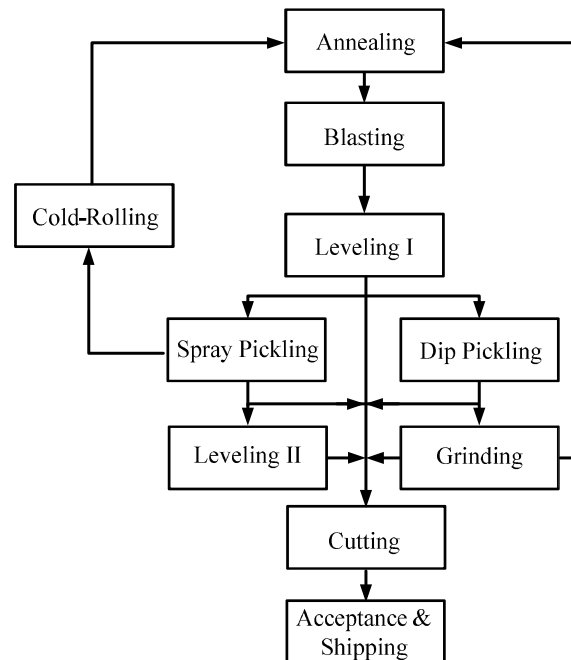 Annealing
Blasting
Cold-Rolling
Leveling I
Spray Pickling
Dip Pickling
Leveling II
Grinding
Cutting
Acceptance &
Shipping